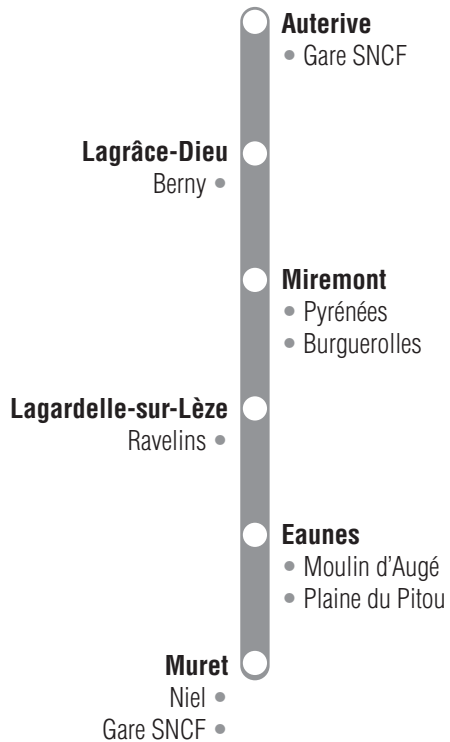 Auterive
• Gare SNCF
Lagrâce-Dieu
Berny •
Miremont
• Pyrénées
• Burguerolles
Lagardelle-sur-Lèze
Ravelins •
Eaunes
• Moulin d'Augé
• Plaine du Pitou
Muret
Niel •
Gare SNCF •